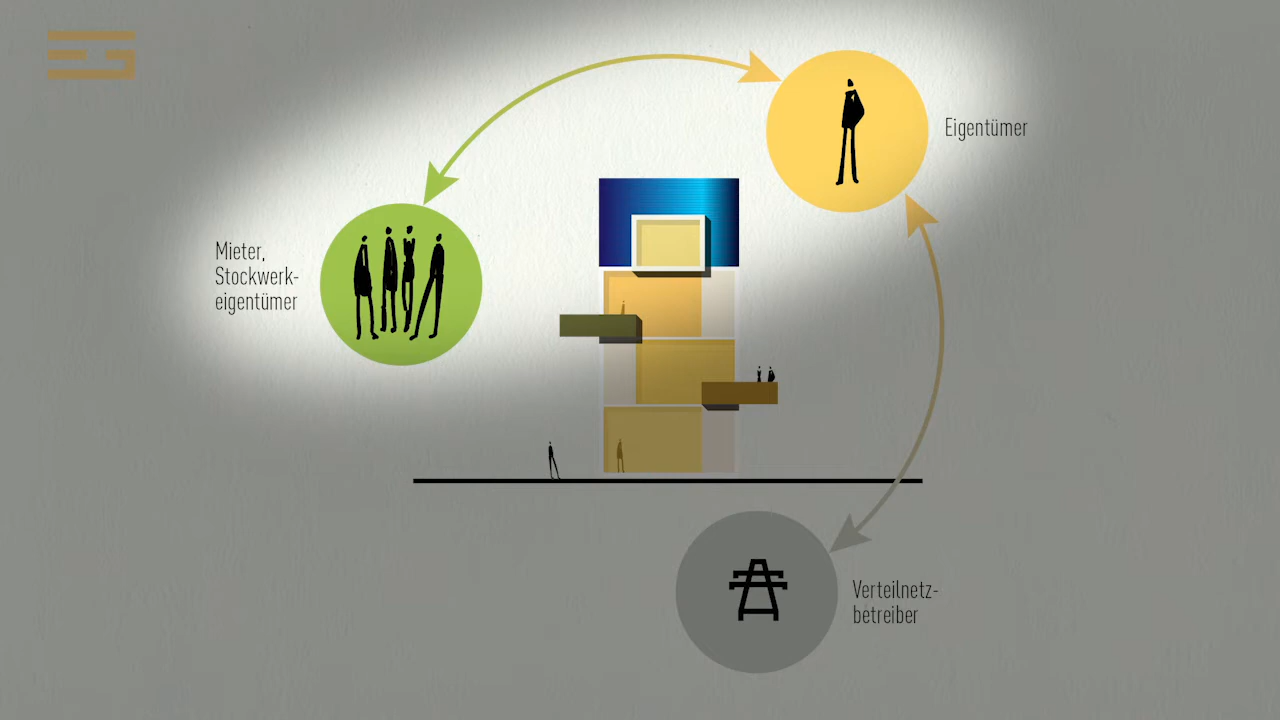 Eigentümer
Mieter,
Stockwerk-
eigentümer
Verteilnetz-
betreiber